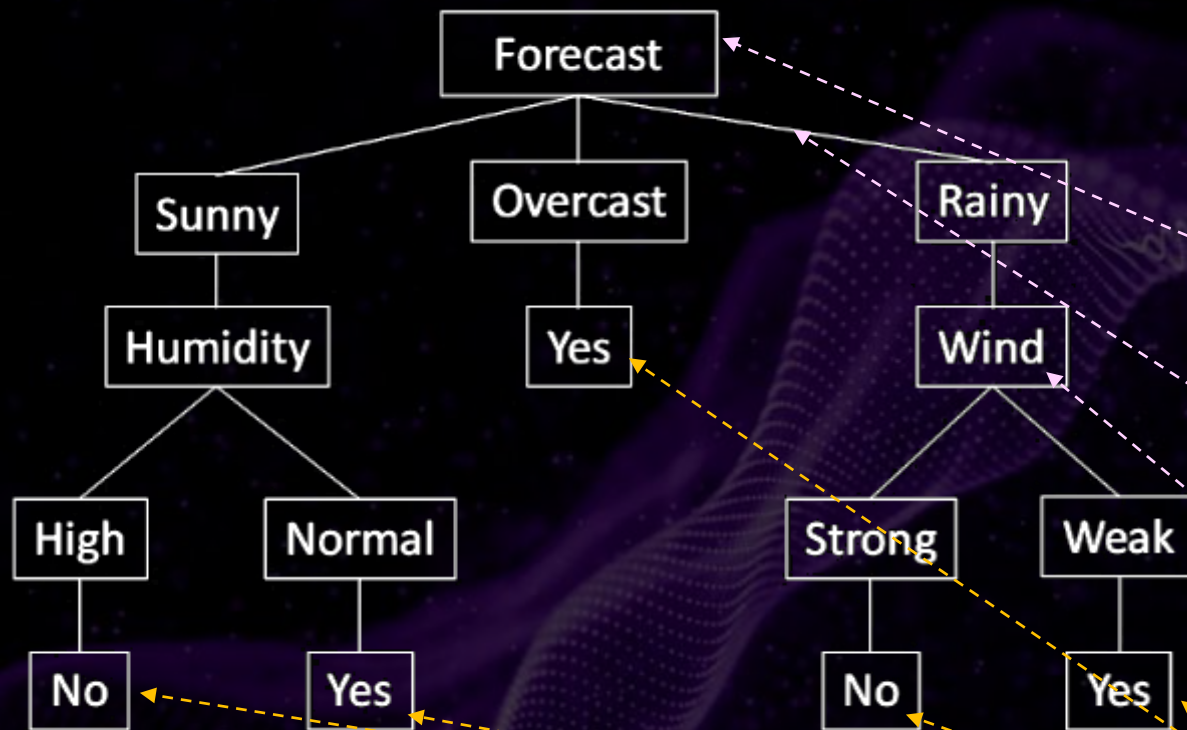 Forecast
Sunny
Overcast
Rainy
Humidity
Yes
Wind
High
Normal
Strong
Weak
No
Yes
No
Yes